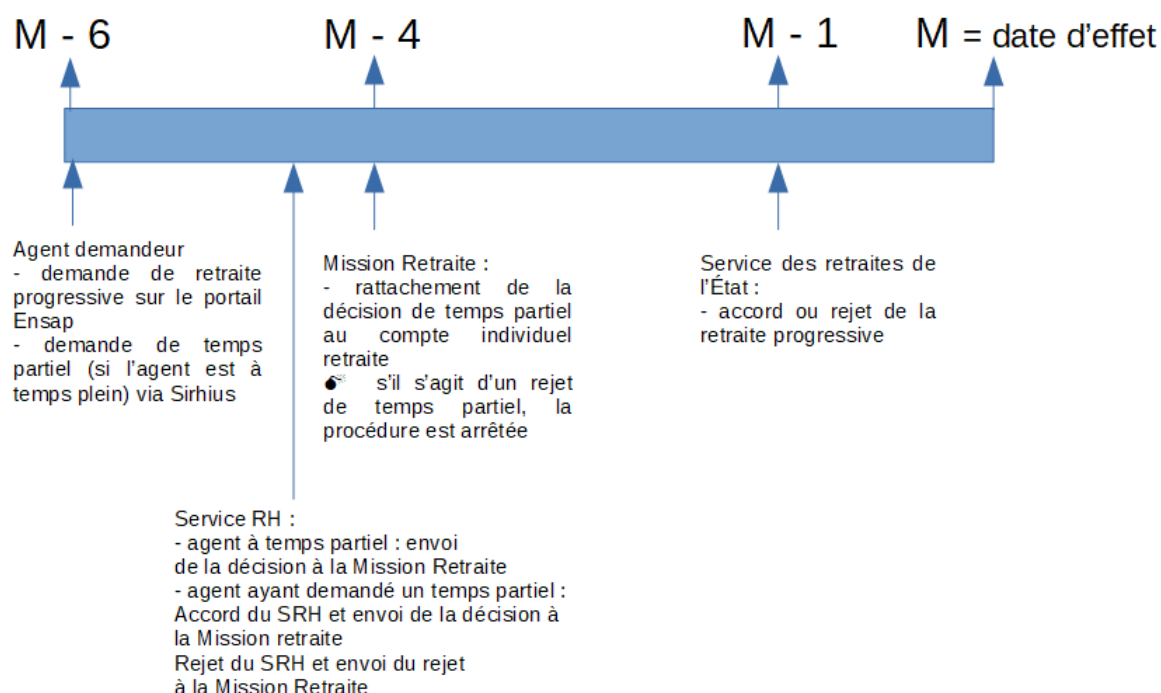 M - 6
M - 4
M - 1
M = date d'effet
Agent demandeur
- demande de retraite
progressive sur le portail
Ensap
- demande de temps
partiel (si l'agent est à
temps plein) via Sirhius
Mission Retraite :
- rattachement de la
décision de temps partiel
au compte individuel
retraite
💣 s'il s'agit d'un rejet
de temps partiel, la
procédure est arrêtée
Service des retraites de
l'État :
- accord ou rejet de la
retraite progressive
Service RH :
- agent à temps partiel : envoi
de la décision à la Mission Retraite
- agent ayant demandé un temps partiel :
Accord du SRH et envoi de la décision à
la Mission retraite
Rejet du SRH et envoi du rejet
à la Mission Retraite